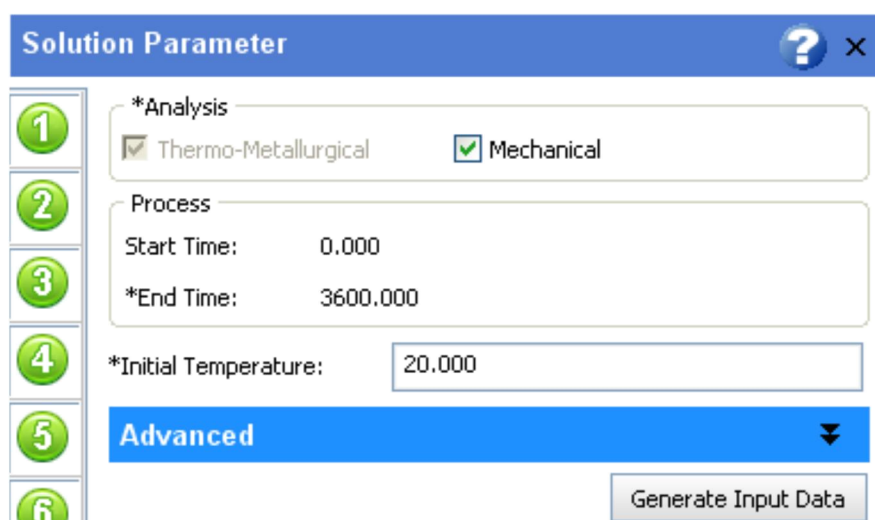 Solution Parameter ? ×
1
*Analysis
Thermo-Metallurgical Mechanical
2
Process
Start Time: 0.000
3
*End Time: 3600.000
4
*Initial Temperature: 20.000
5
Advanced
6
Generate Input Data